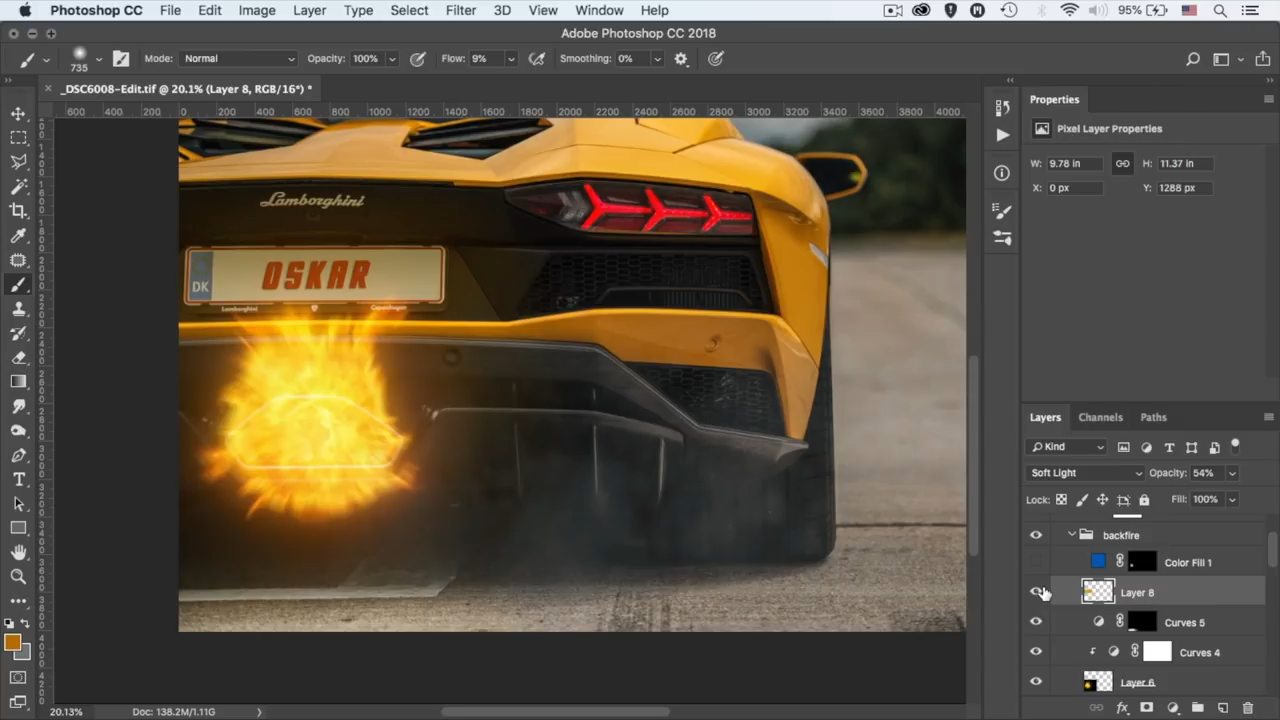 Photoshop CC File Edit Image Layer Type Select Filter 3D View Window Help 95%
Adobe Photoshop CC 2018
735 Mode: Normal Opacity: 100% Flow: 9% Smoothing: 0%
_DSC6008-Edit.tif @ 20.1% (Layer 8, RGB/16*) *
600 400 200 0 200 400 600 800 1000 1200 1400 1600 1800 2000 2200 2400 2600 2800 3000 3200 3400 3600 3800 4000
Lamborghini
DK OSKAR
Lamborghini Copenhagen
Properties
Pixel Layer Properties
W: 9.78 in H: 11.37 in
X: 0 px Y: 1288 px
Layers Channels Paths
Kind
Soft Light Opacity: 54%
Lock: Fill: 100%
backfire
Color Fill 1
Layer 8
Curves 5
Curves 4
Layer 6
20.13% Doc: 138.2M/1.11G